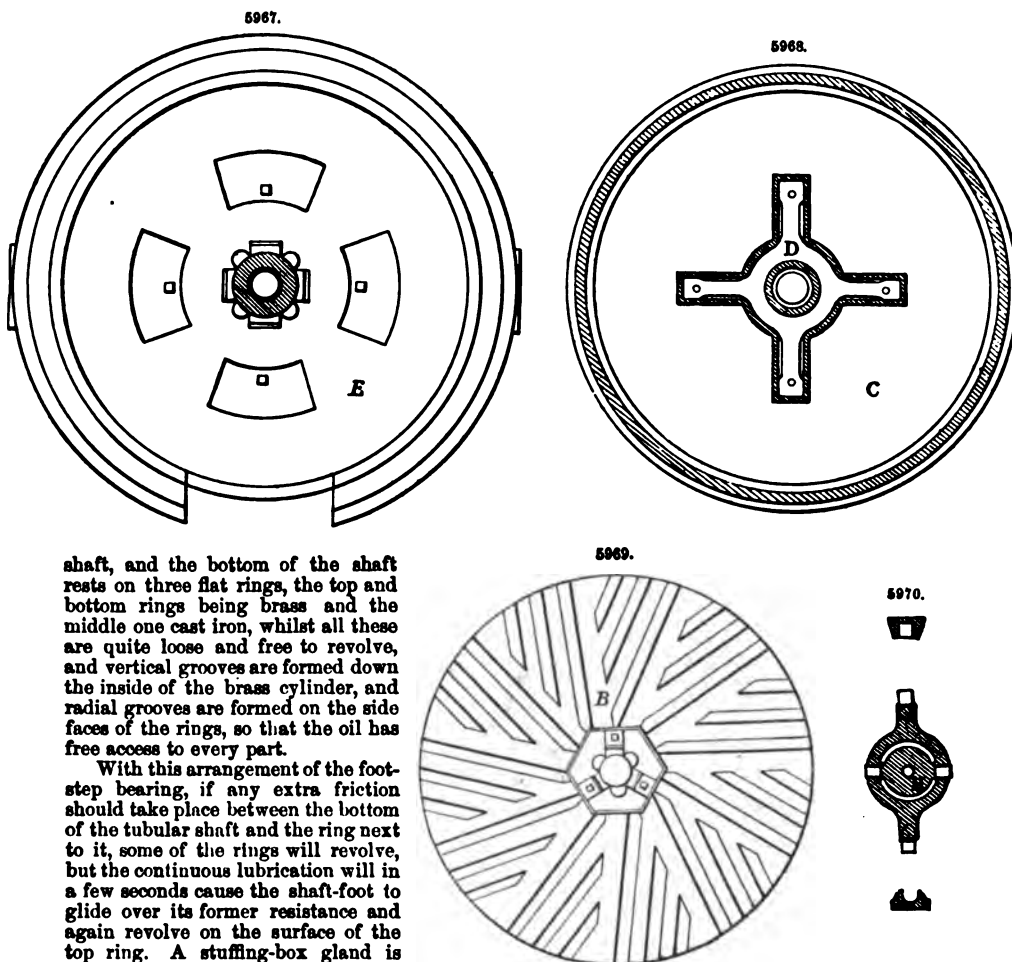 5967.
5968.
E
D
C
shaft, and the bottom of the shaft
rests on three flat rings, the top and
bottom rings being brass and the
middle one cast iron, whilst all these
are quite loose and free to revolve,
and vertical grooves are formed down
the inside of the brass cylinder, and
radial grooves are formed on the side
faces of the rings, so that the oil has
free access to every part.
With this arrangement of the foot-
step bearing, if any extra friction
should take place between the bottom
of the tubular shaft and the ring next
to it, some of the rings will revolve,
but the continuous lubrication will in
a few seconds cause the shaft-foot to
glide over its former resistance and
again revolve on the surface of the
top ring. A stuffing-box gland is
5969.
B
5970.